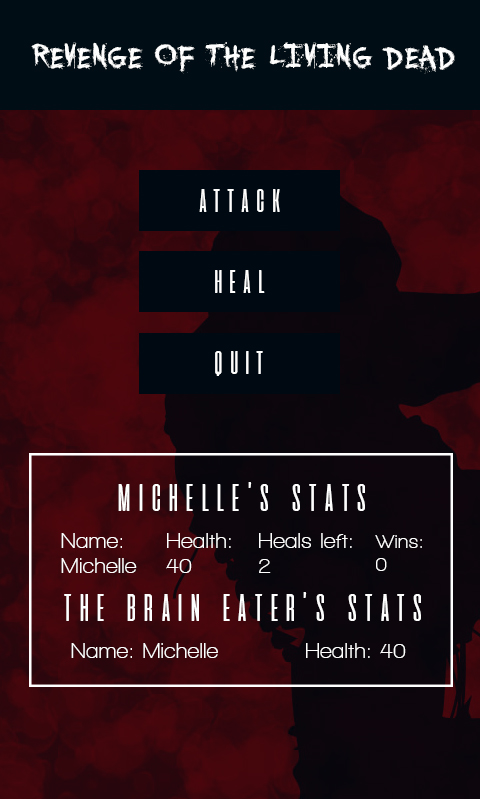 REVENGE OF THE LIVING DEAD
ATTACK
HEAL
QUIT
MICHELLE'S STATS
Name: Health: Heals left: Wins:
Michelle 40 2 0
THE BRAIN EATER'S STATS
Name: Michelle Health: 40